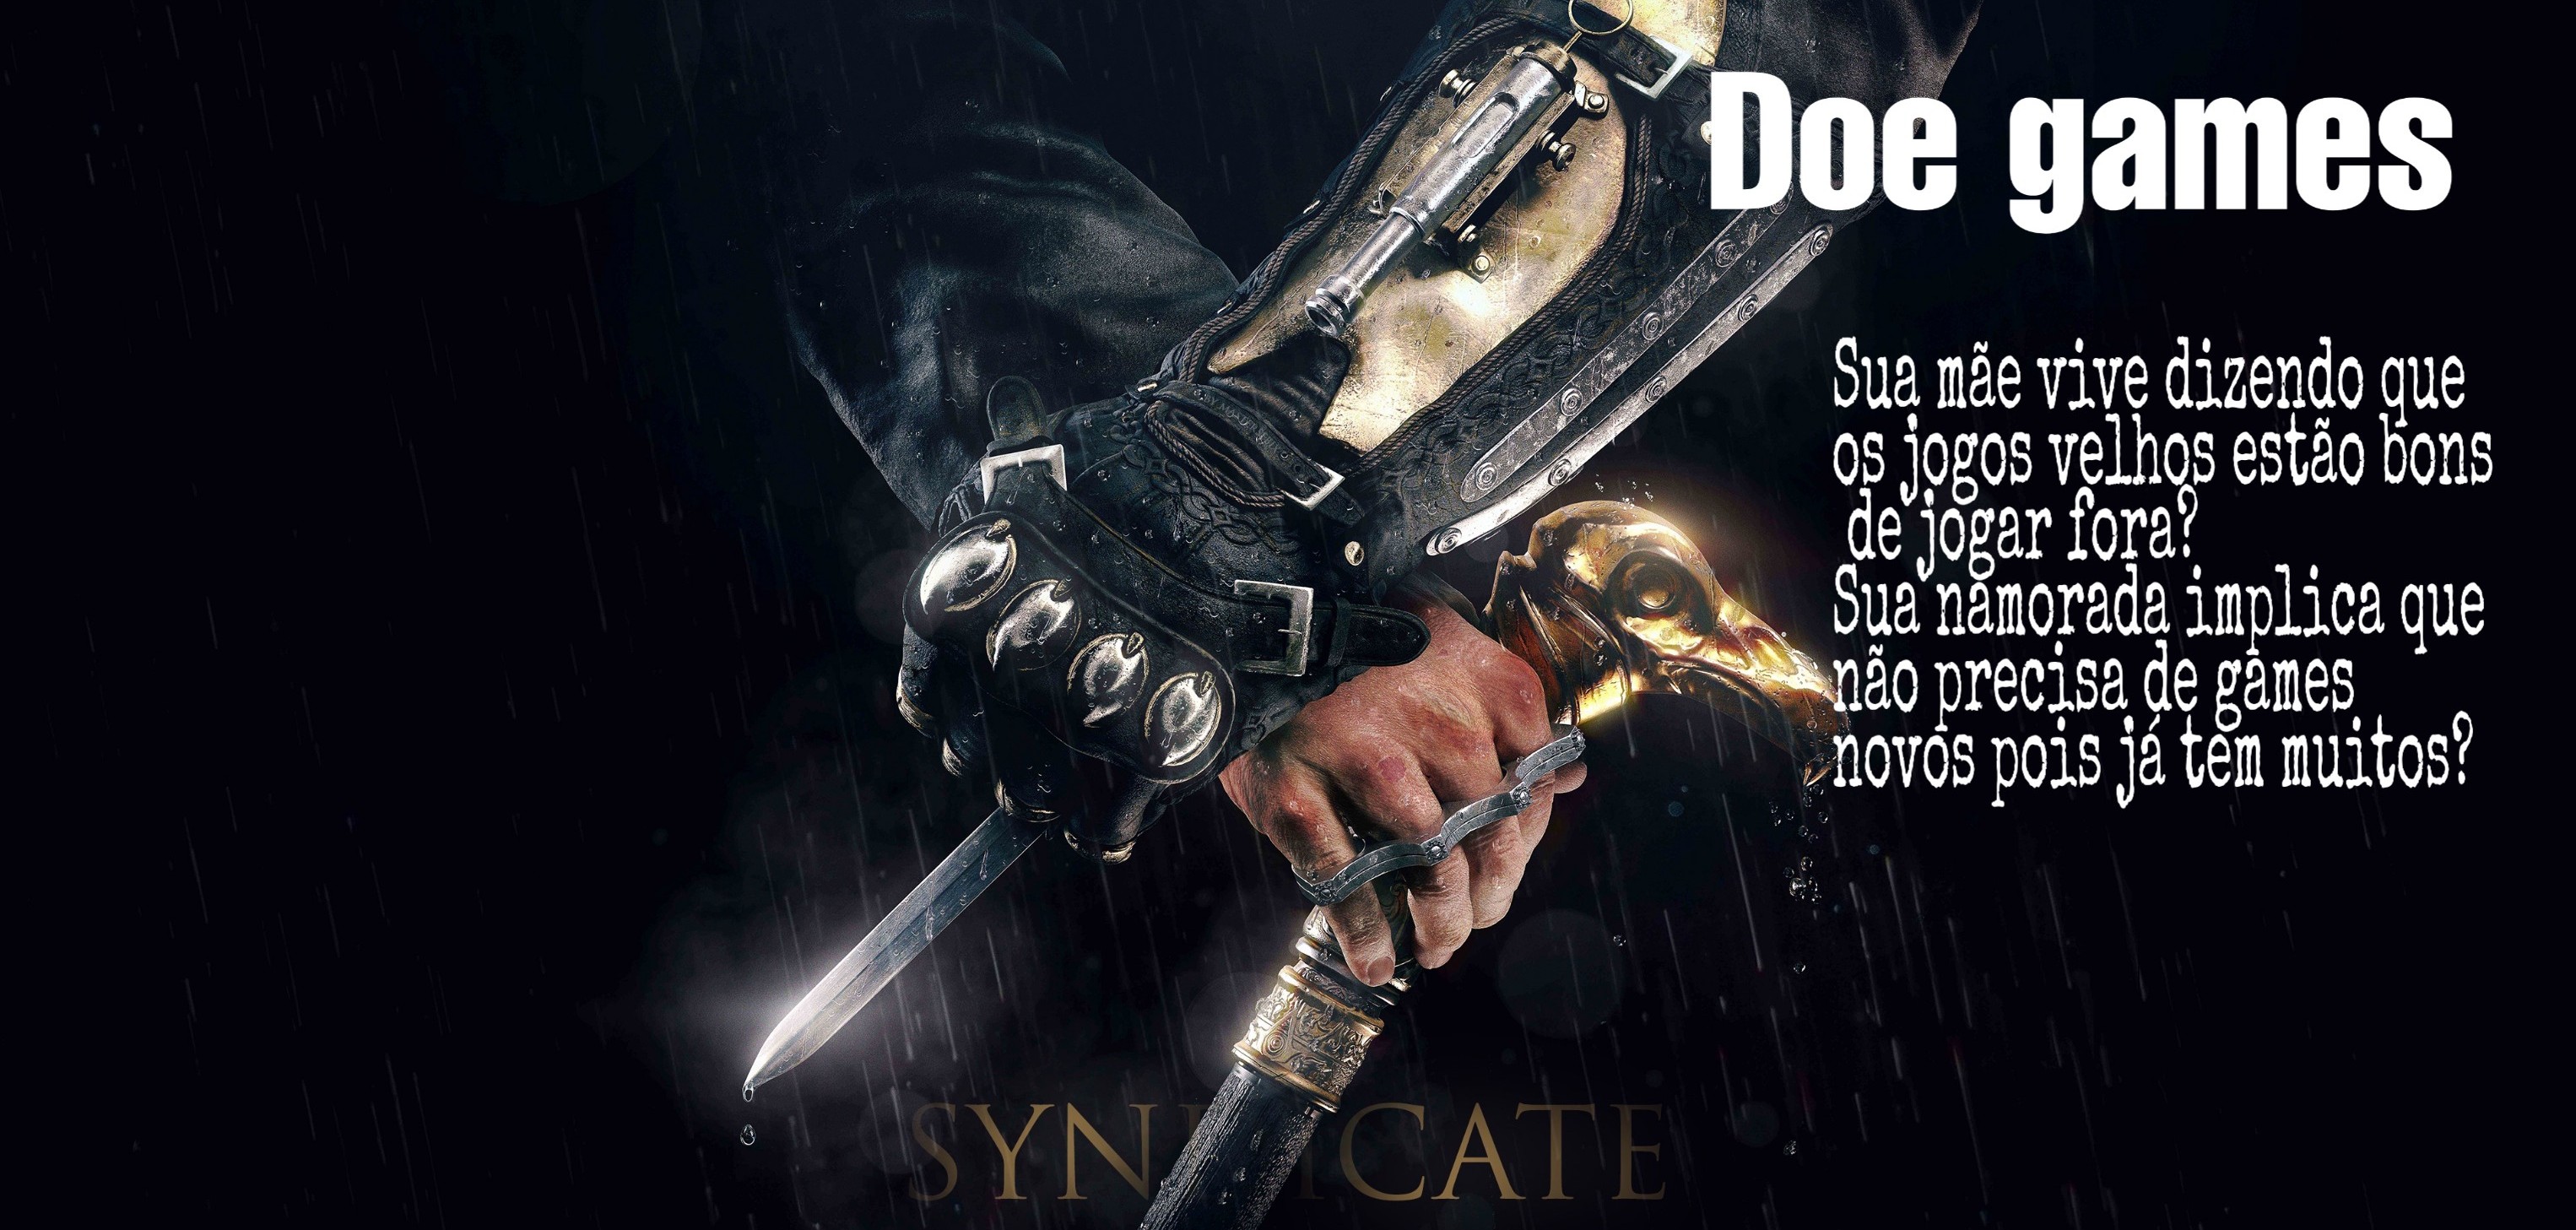 Doe games
Sua mãe vive dizendo que
os jogos velhos estão bons
de jogar fora?
Sua namorada implica que
não precisa de games
novos pois já tem muitos?
SYNDICATE